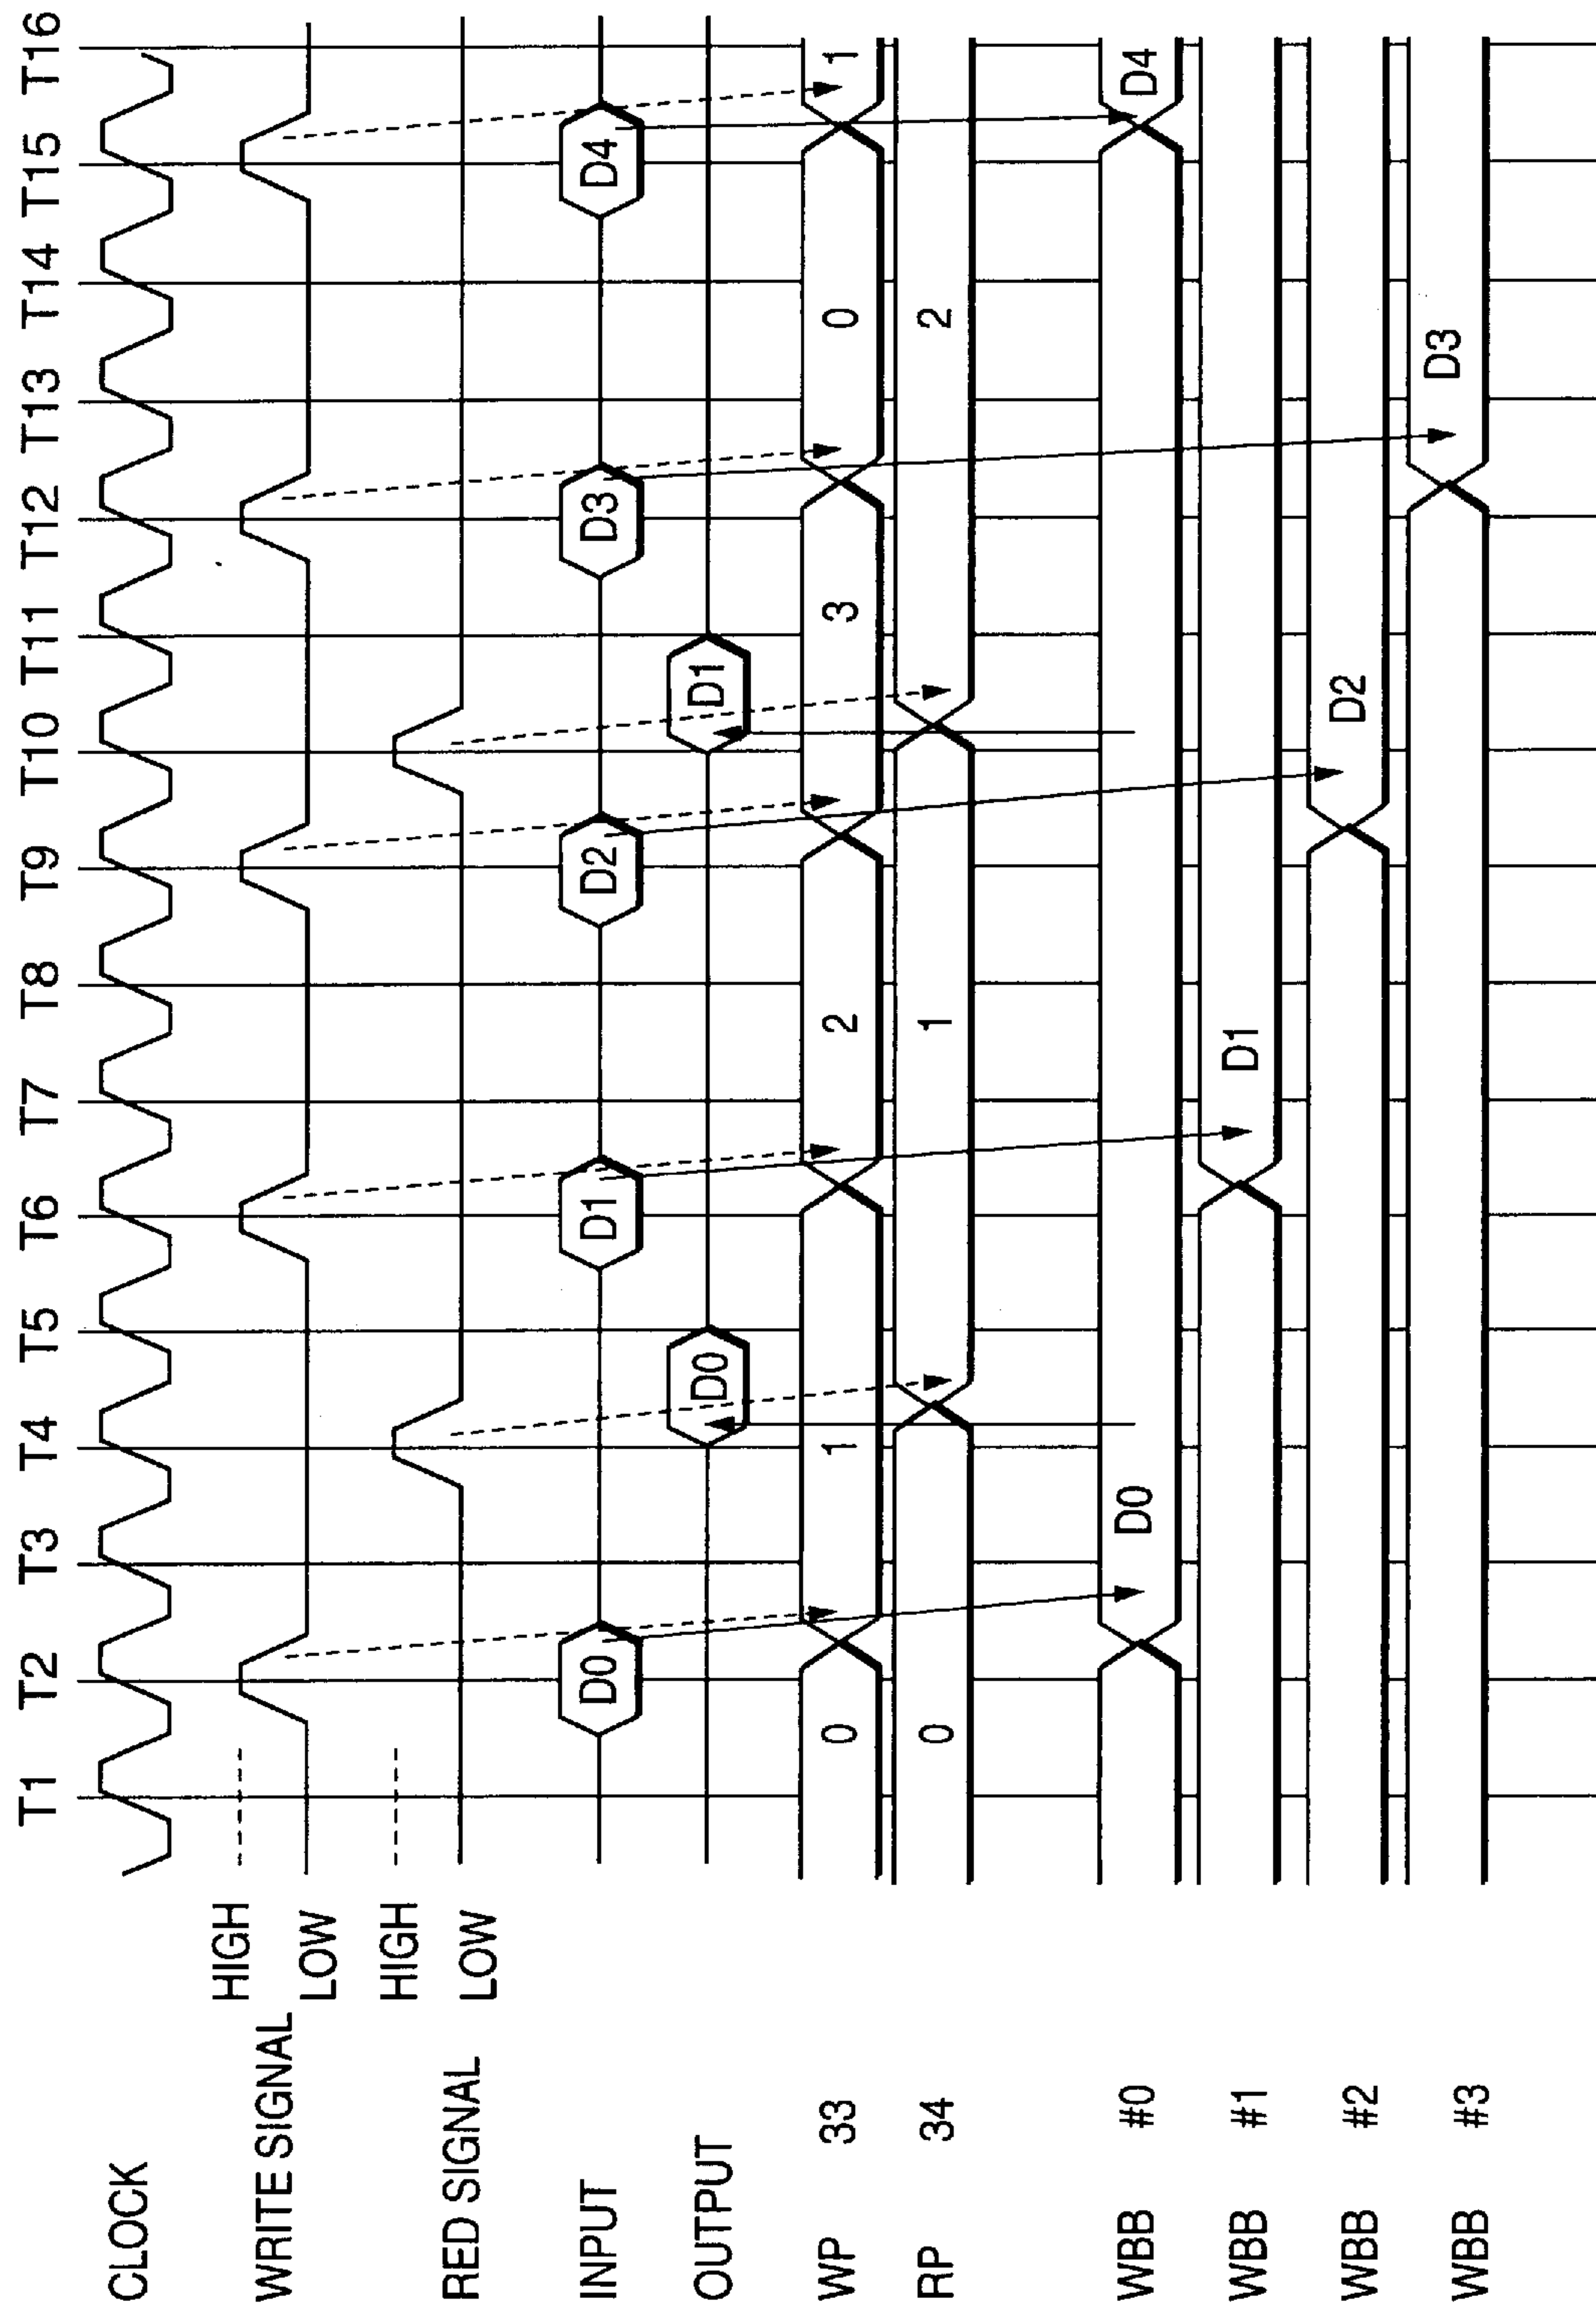 T1 T2 T3 T4 T5 T6 T7 T8 T9 T10 T11 T12 T13 T14 T15 T16
CLOCK
WRITE SIGNAL HIGH
LOW
RED SIGNAL HIGH
LOW
INPUT D0 D1 D2 D3 D4
OUTPUT D0 D1
WP 33 0 1 2 3 0 1
RP 34 0 1 2
WBB #0 D0 D4
WBB #1 D1
WBB #2 D2
WBB #3 D3